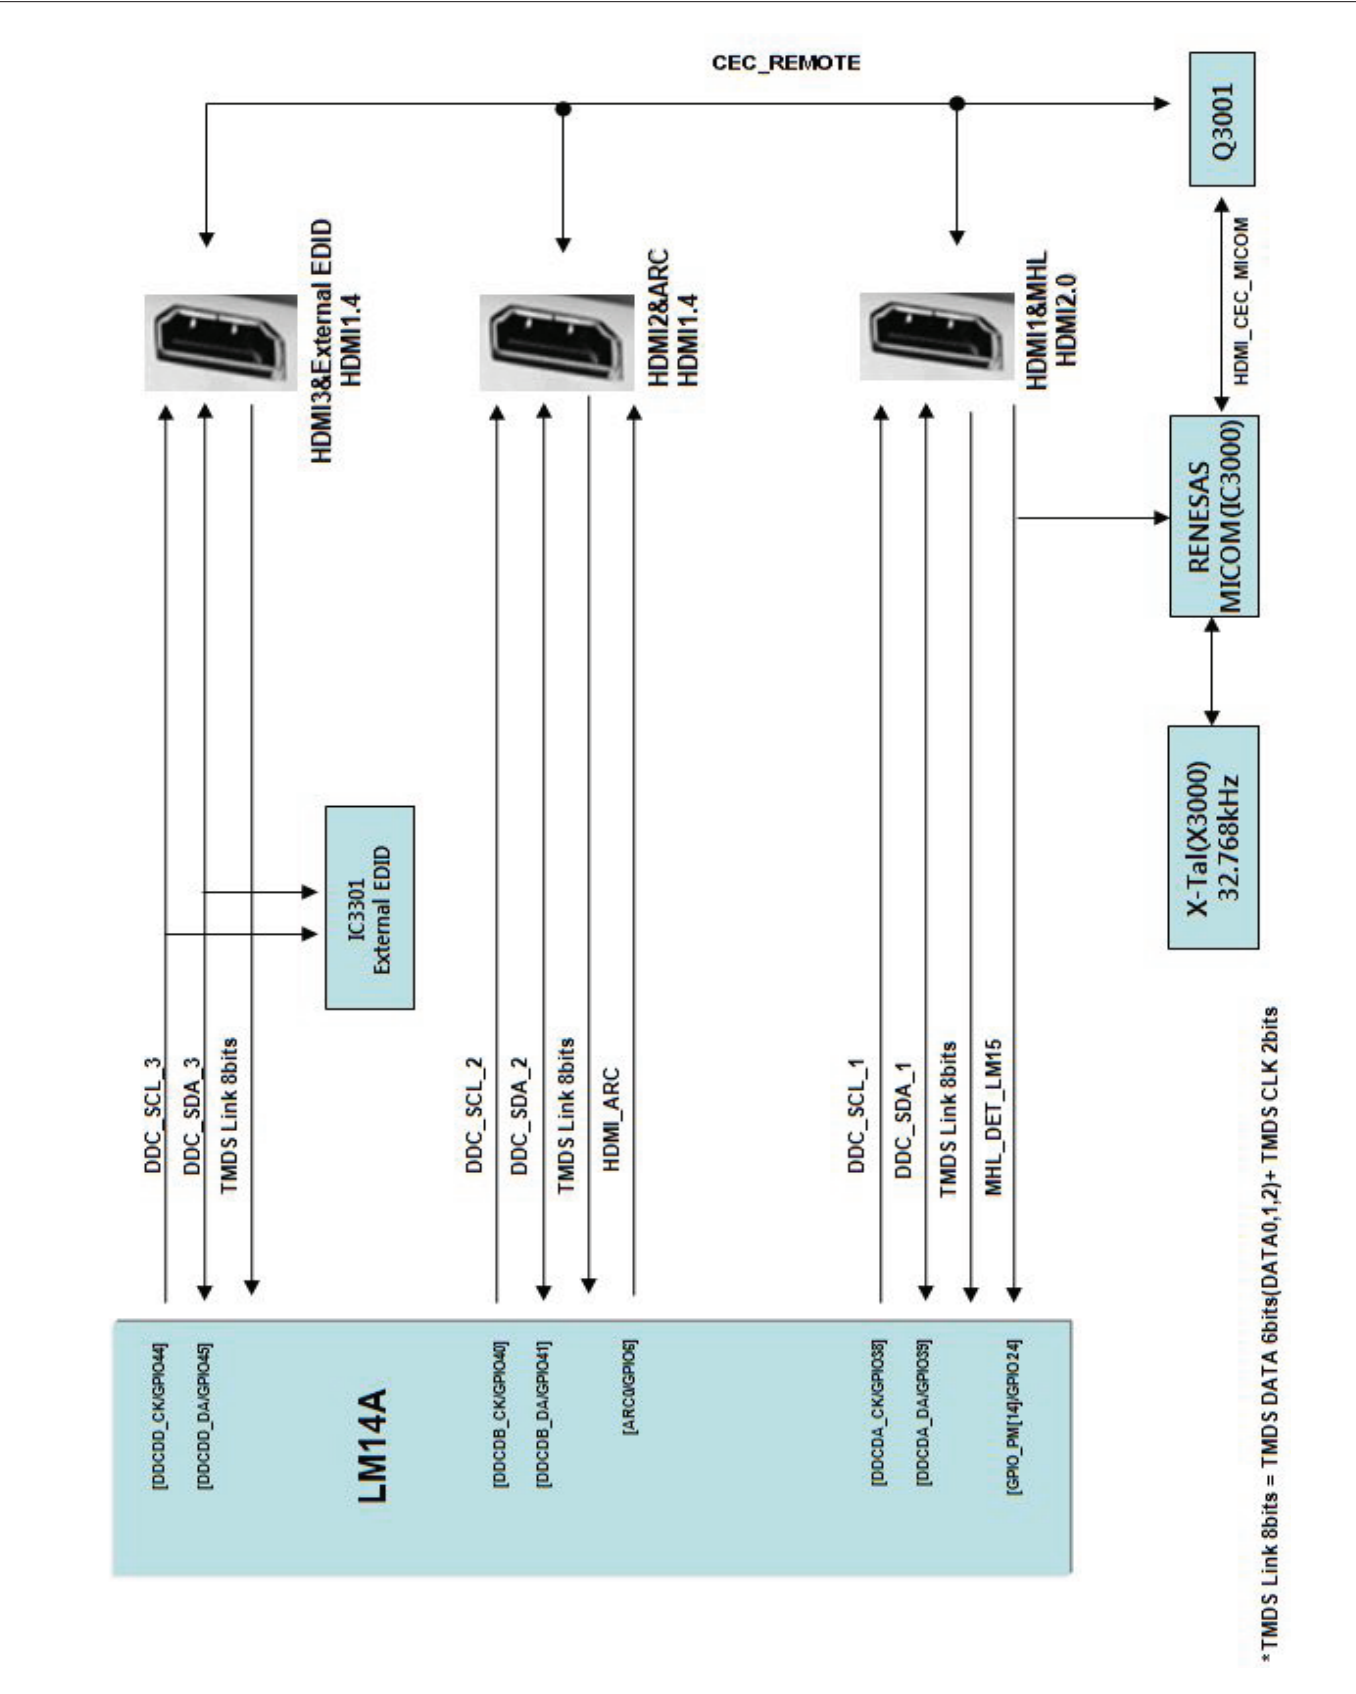 CEC_REMOTE
Q3001
HDMI_CEC_MICOM
RENESAS
MICOM(IC3000)
X-Tal(X3000)
32.768kHz
HDMI3&External EDID
HDMI1.4
HDMI2&ARC
HDMI1.4
HDMI1&MHL
HDMI2.0
IC3301
External EDID
DDC_SCL_3
DDC_SDA_3
TMDS Link 8bits
DDC_SCL_2
DDC_SDA_2
TMDS Link 8bits
HDMI_ARC
DDC_SCL_1
DDC_SDA_1
TMDS Link 8bits
MHL_DET_LM15
LM14A
[DDCDD_CK/GPIO44]
[DDCDD_DA/GPIO45]
[DDCDB_CK/GPIO40]
[DDCDB_DA/GPIO41]
[ARC0/GPIO6]
[DDCDA_CK/GPIO38]
[DDCDA_DA/GPIO39]
[GPIO_PM[14]/GPIO24]
*TMDS Link 8bits = TMDS DATA 6bits(DATA0,1,2)+ TMDS CLK 2bits